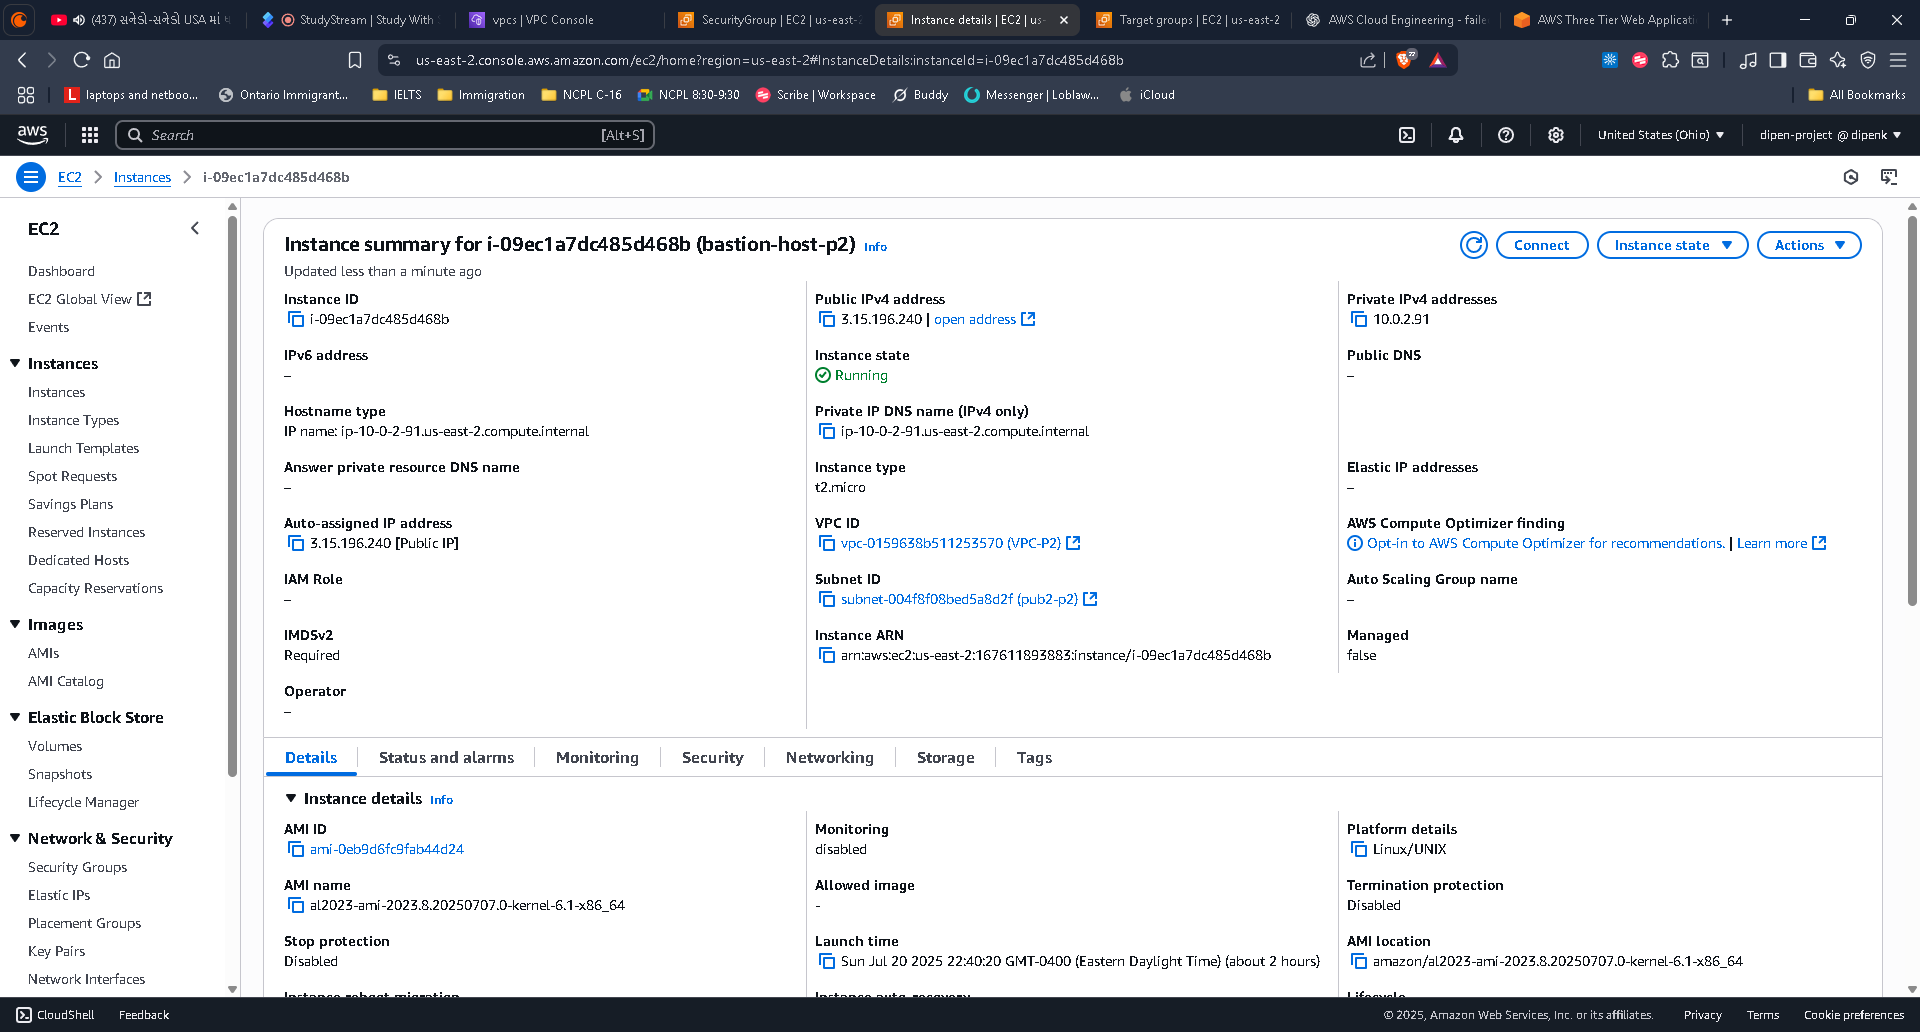 (437) સનેડો-સનેડો USA માં
StudyStream | Study With
vpcs | VPC Console
SecurityGroup | EC2 | us-east-2
Instance details | EC2 | us-
Target groups | EC2 | us-east-2
AWS Cloud Engineering - faile
AWS Three Tier Web Applicati
us-east-2.console.aws.amazon.com/ec2/home?region=us-east-2#InstanceDetails:instanceId=i-09ec1a7dc485d468b
laptops and netboo...
Ontario Immigrant...
IELTS
Immigration
NCPL C-16
NCPL 8:30-9:30
Scribe | Workspace
Buddy
Messenger | Loblaw...
iCloud
All Bookmarks
aws
Search
[Alt+S]
United States (Ohio)
dipen-project @ dipenk
EC2
Instances
i-09ec1a7dc485d468b
EC2
Dashboard
EC2 Global View
Events
Instances
Instances
Instance Types
Launch Templates
Spot Requests
Savings Plans
Reserved Instances
Dedicated Hosts
Capacity Reservations
Images
AMIs
AMI Catalog
Elastic Block Store
Volumes
Snapshots
Lifecycle Manager
Network & Security
Security Groups
Elastic IPs
Placement Groups
Key Pairs
Network Interfaces
Instance summary for i-09ec1a7dc485d468b (bastion-host-p2) Info
Updated less than a minute ago
Connect
Instance state
Actions
Instance ID
i-09ec1a7dc485d468b
Public IPv4 address
3.15.196.240 | open address
Private IPv4 addresses
10.0.2.91
IPv6 address
–
Instance state
Running
Public DNS
–
Hostname type
IP name: ip-10-0-2-91.us-east-2.compute.internal
Private IP DNS name (IPv4 only)
ip-10-0-2-91.us-east-2.compute.internal
Answer private resource DNS name
–
Instance type
t2.micro
Elastic IP addresses
–
Auto-assigned IP address
3.15.196.240 [Public IP]
VPC ID
vpc-0159638b511253570 (VPC-P2)
AWS Compute Optimizer finding
Opt-in to AWS Compute Optimizer for recommendations. | Learn more
IAM Role
–
Subnet ID
subnet-004f8f08bed5a8d2f (pub2-p2)
Auto Scaling Group name
–
IMDSv2
Required
Instance ARN
arn:aws:ec2:us-east-2:167611893883:instance/i-09ec1a7dc485d468b
Managed
false
Operator
–
Details
Status and alarms
Monitoring
Security
Networking
Storage
Tags
Instance details Info
AMI ID
ami-0eb9d6fc9fab44d24
Monitoring
disabled
Platform details
Linux/UNIX
AMI name
al2023-ami-2023.8.20250707.0-kernel-6.1-x86_64
Allowed image
-
Termination protection
Disabled
Stop protection
Disabled
Launch time
Sun Jul 20 2025 22:40:20 GMT-0400 (Eastern Daylight Time) (about 2 hours)
AMI location
amazon/al2023-ami-2023.8.20250707.0-kernel-6.1-x86_64
Instance reboot migration
Instance auto-recovery
Lifecycle
CloudShell
Feedback
© 2025, Amazon Web Services, Inc. or its affiliates.
Privacy
Terms
Cookie preferences